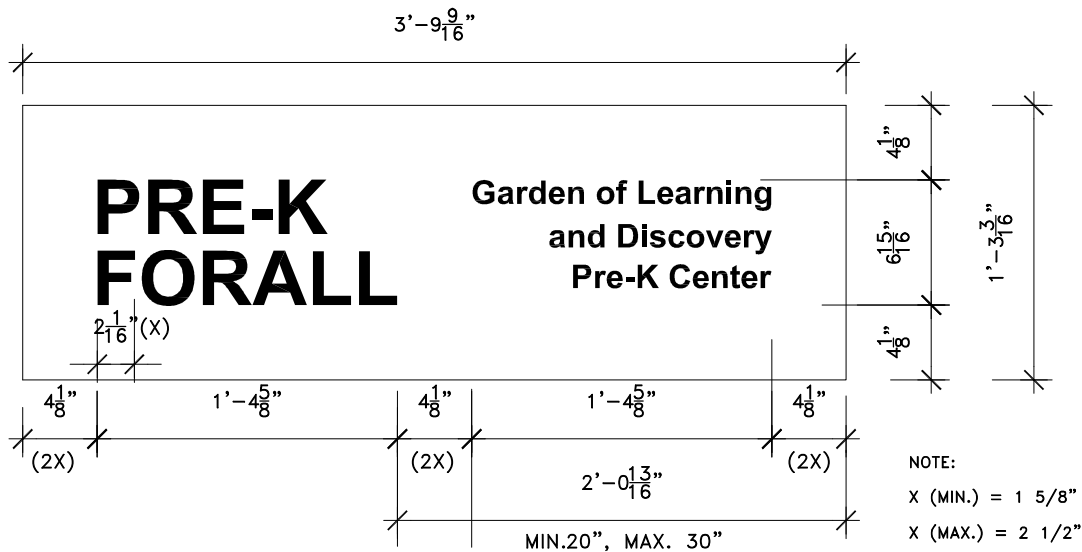 3'-9 9/16"
PRE-K
FORALL
Garden of Learning
and Discovery
Pre-K Center
4 1/8"
6 15/16"
4 1/8"
1'-3 3/16"
2 1/16"(X)
4 1/8" 1'-4 5/8" 4 1/8" 1'-4 5/8" 4 1/8"
(2X) (2X) (2X)
2'-0 13/16"
MIN.20", MAX. 30"
NOTE:
X (MIN.) = 1 5/8"
X (MAX.) = 2 1/2"